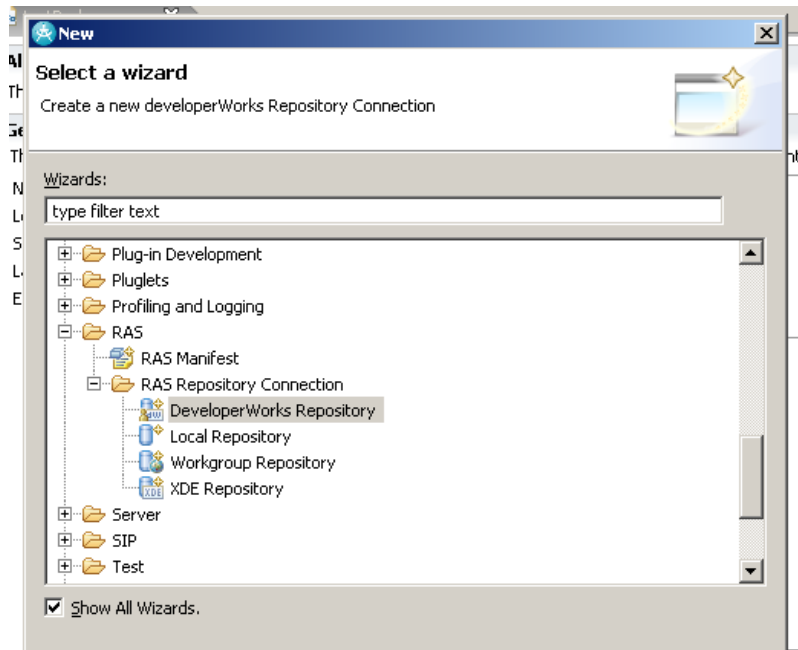 New
Select a wizard
Create a new developerWorks Repository Connection
Wizards:
type filter text
Plug-in Development
Pluglets
Profiling and Logging
RAS
RAS Manifest
RAS Repository Connection
DeveloperWorks Repository
Local Repository
Workgroup Repository
XDE Repository
Server
SIP
Test
Show All Wizards.